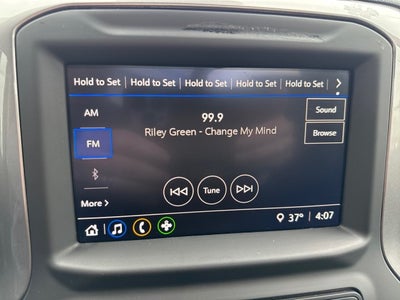 Hold to Set Hold to Set Hold to Set Hold to Set Hold to Set
AM
99.9
Sound
Riley Green - Change My Mind
Browse
FM
Tune
More
37° 4:07